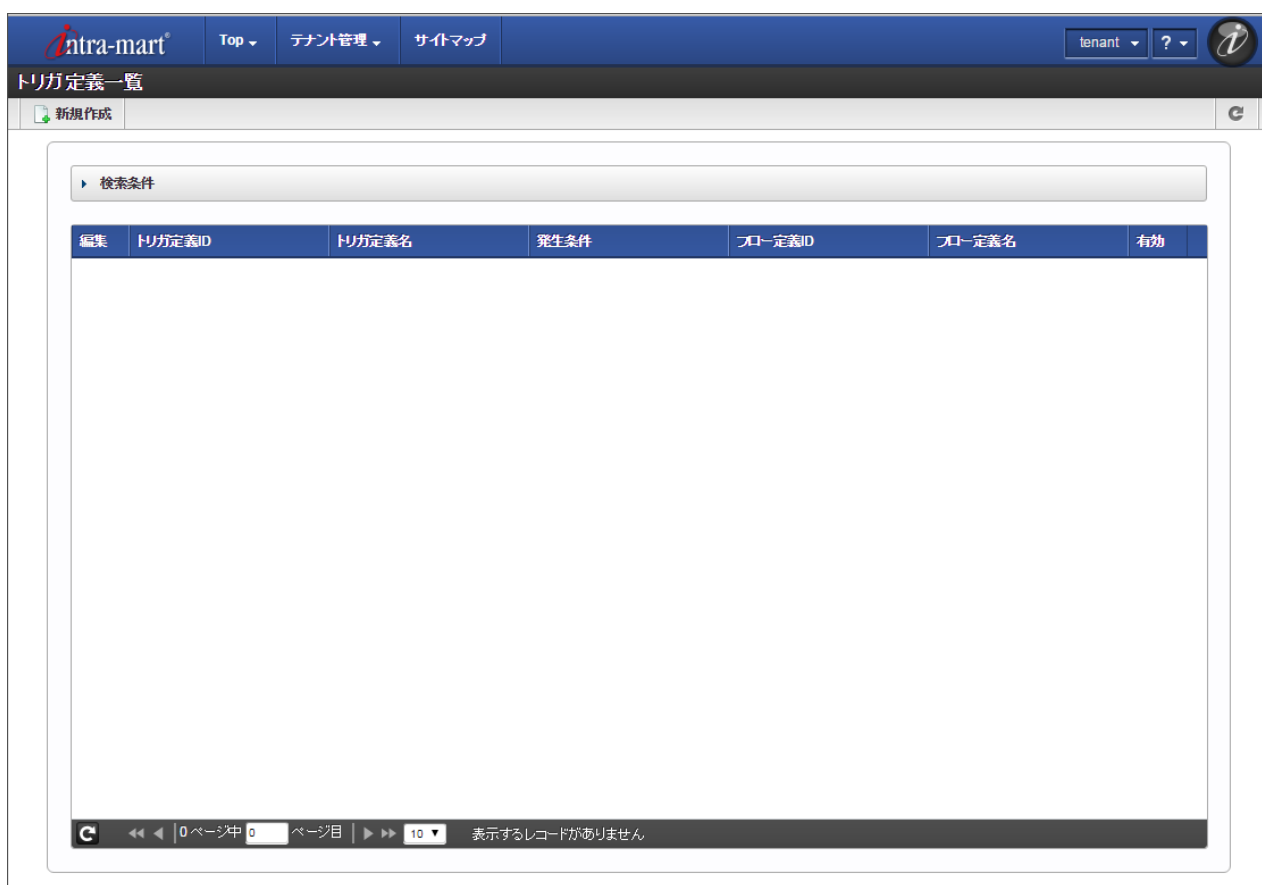 intra-mart® Top テナント管理 サイトマップ tenant ?
トリガ定義一覧
新規作成
検索条件
編集 トリガ定義ID トリガ定義名 発生条件 フロー定義ID フロー定義名 有効
0 ページ中 0 ページ目 10 表示するレコードがありません